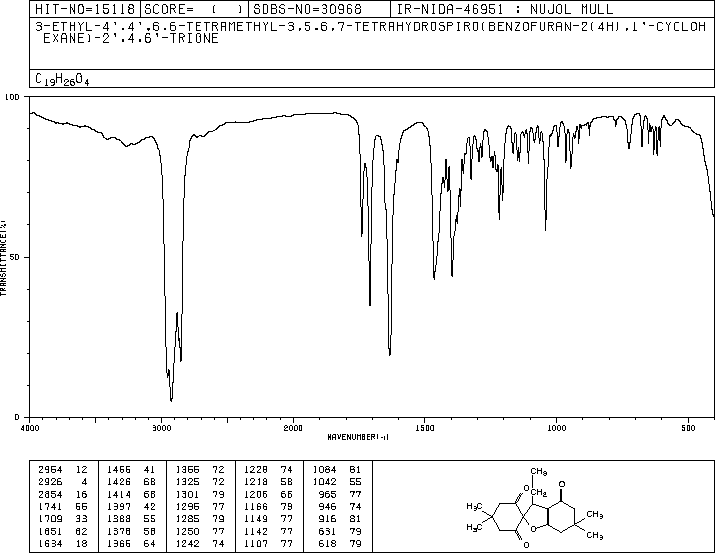 HIT-NO=15118 SCORE= ( ) SDBS-NO=30968 IR-NIDA-46951 : NUJOL MULL
3-ETHYL-4',4',6,6-TETRAMETHYL-3,5,6,7-TETRAHYDROSPIRO(BENZOFURAN-2(4H),1'-CYCLOH
EXANE)-2',4,6'-TRIONE
C19H26O4
100
50
0
TRANSMITTANCE(%)
4000 3000 2000 1500 1000 500
WAVENUMBER(-1)
2964 12 1466 41 1366 72 1228 74 1084 81
2926 4 1426 68 1325 72 1218 58 1042 55
2854 16 1414 68 1301 79 1206 66 965 77
1741 55 1397 42 1296 77 1166 79 946 74
1709 33 1388 55 1285 79 1149 77 916 81
1651 62 1378 58 1250 77 1142 77 631 79
1634 18 1366 64 1242 74 1107 77 618 79
CH3
O CH2 O
H3C
H3C
O O
CH3
CH3